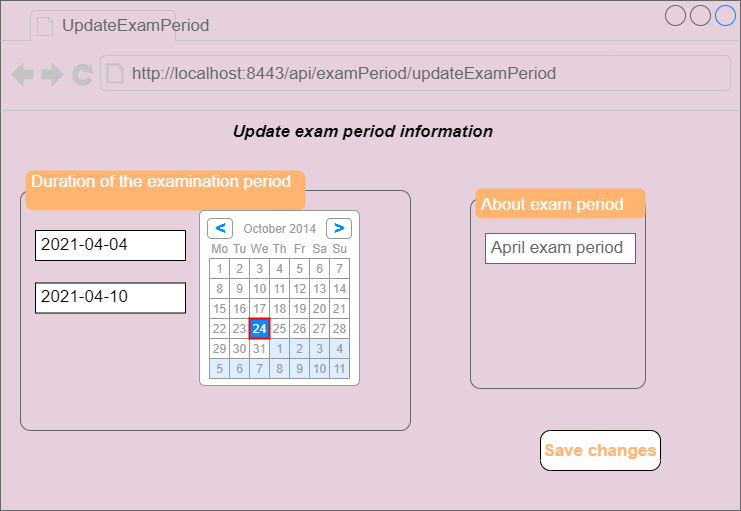 UpdateExamPeriod
http://localhost:8443/api/examPeriod/updateExamPeriod
Update exam period information
Duration of the examination period
2021-04-04
2021-04-10
< October 2014 >
Mo Tu We Th Fr Sa Su
1 2 3 4 5 6 7
8 9 10 11 12 13 14
15 16 17 18 19 20 21
22 23 24 25 26 27 28
29 30 31 1 2 3 4
5 6 7 8 9 10 11
About exam period
April exam period
Save changes